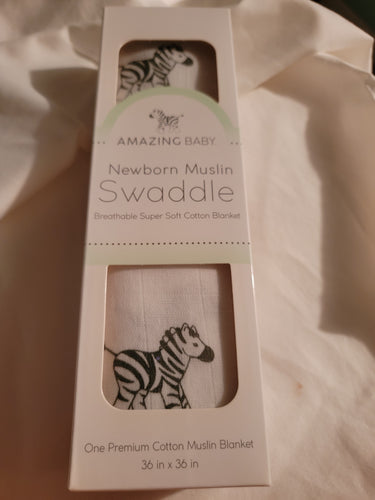 AMAZING BABY
Newborn Muslin
Swaddle
Breathable Super Soft Cotton Blanket
One Premium Cotton Muslin Blanket
36 in x 36 in